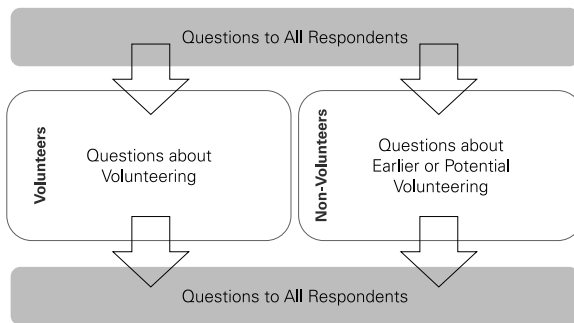 Questions to All Respondents
Volunteers
Questions about
Volunteering
Non-Volunteers
Questions about
Earlier or Potential
Volunteering
Questions to All Respondents